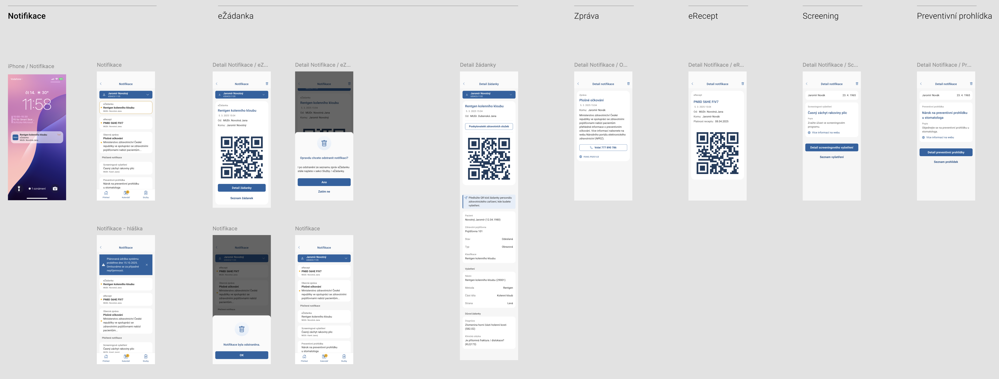 Notifikace
eŽádanka
Zpráva
eRecept
Screening
Preventivní prohlídka
iPhone / Notifikace
Vodafone
100
čt 14. 30°
11:58
15:00–15:30
EE for Smart Sear...
Schůzka Microsof...
Rentgen kolenního kloubu
eŽádanka
MUDr. Novotná Jana
1 oznámení
Notifikace
Notifikace
Jaromír Novotný
650423/1135
eŽádanka
Rentgen kolenního kloubu
MUDr. Novotná Jana
eRecept
PN8D 56HE FIV7
MUDr. Novotná Jana
Obecná zpráva
Plošné očkování
Ministerstvo zdravotnictví České
republiky ve spolupráci se zdravotními
pojišťovnami nabízí pacientům...
Přečtené notifikace
Screeningové vyšetření
Časný záchyt rakoviny plic
MUDr. Karel Jasný
Preventivní prohlídka
Nárok na preventivní prohlídku
u stomatologa
Přehled
Kalendář
2
Služby
Detail Notifikace / eZ...
Notifikace
Jaromír Novotný
650423/1135
eŽádanka
Rentgen kolenního kloubu
5. 3. 2025 15:04
Od: MUDr. Novotná Jana
Komu: Jaromír Novotný
Detail žádanky
Seznam žádanek
Detail Notifikace / eZ...
Notifikace
650423/1135
eŽádanka
Rentgen kolenního kloubu
5. 3. 2025 15:04
Od: MUDr. Novotná Jana
Komu: Jaromír Novotný
Opravdu chcete odstranit notifikaci?
I po odstranění ze seznamu zpráv eŽádanku
stále najdete v sekci Služby / eŽádanky.
Ano
Zatím ne
Detail žádanky
Detail žádanky
Jaromír Novotný
650423/1135
Rentgen kolenního kloubu
5. 3. 2025 15:04
Od: MUDr. Dubenská Jana
Poskytovatelé zdravotních služeb
Předložte QR kód žádanky personálu
zdravotnického zařízení, kde budete
vyšetřeni.
Pacient
Novotný Jaromír (12.04.1980)
Zdravotní pojišťovna
Pojišťovna 101
Stav Odeslaná
Typ Obrazová
Klasifikace
Rentgen kolenního kloubu
Vyšetření
Název
Rentgen kolenního kloubu (29001)
Metoda Rentgen
Část těla Kolenní kloub
Strana Levá
Důvod žádanky
Diagnóza
Zlomenina horní části holenní kosti
(S82.02)
Klinická otázka
Je přítomná fraktura / dislokace?
(KLQ173)
Detail Notifikace / O...
Detail notifikace
Zpráva
Plošné očkování
5. 3. 2025 15:04
Komu: Jaromír Novák
Ministerstvo zdravotnictví České
republiky ve spolupráci se zdravotními
pojišťovnami nabízí pacientům
přehledné informace o preventivním
očkování. Více informací naleznete na
webu Národního portálu elektronického
zdravotnictví (NPEZ).
Volat 777 890 786
ncez.mzcr.cz
Detail Notifikace / eR...
Detail notifikace
eRecept
PN8D 56HE FIV7
5. 3. 2025 15:04
Od: MUDr. Novotná Jana
Komu: Jaromír Novák
Platnost receptu: 08.04.2025
Detail Notifikace / Sc...
Detail notifikace
Jaromír Novák 23. 4. 1965
Screeningové vyšetření
Časný záchyt rakoviny plic
Popis
Zvažte účast ve screeningovém
programu.
Více informací na webu
Detail screeningového vyšetření
Seznam vyšetření
Detail Notifikace / Pr...
Detail notifikace
Jaromír Novák 23. 4. 1965
Preventivní prohlídka
Nárok na preventivní prohlídku
u stomatologa
Popis
Objednejte se na preventivní prohlídku u
stomatologa.
Více informací na webu
Detail preventivní prohlídky
Seznam prohlídek
Notifikace - hláška
Notifikace
Plánovaná údržba systému
proběhne dne 15.10.2025.
Omlouváme se za případné
nepříjemnosti.
eŽádanka
Rentgen kolenního kloubu
MUDr. Novotná Jana
eRecept
PN8D 56HE FIV7
MUDr. Novotná Jana
Obecná zpráva
Plošné očkování
Ministerstvo zdravotnictví České
republiky ve spolupráci se
zdravotními pojišťovnami nabízí
pacientům...
Přečtené notifikace
Screeningové vyšetření
Časný záchyt rakoviny plic
MUDr. Karel Jasný
Přehled
Kalendář
2
Služby
Notifikace
Notifikace
Jaromír Novotný
650423/1135
eRecept
PN8D 56HE FIV7
MUDr. Novotná Jana
Obecná zpráva
Plošné očkování
Ministerstvo zdravotnictví České
republiky ve spolupráci se
zdravotními pojišťovnami nabízí
pacientům...
Přečtené notifikace
Notifikace byla odstraněna.
OK
Notifikace
Notifikace
Jaromír Novotný
650423/1135
eRecept
PN8D 56HE FIV7
MUDr. Novotná Jana
Obecná zpráva
Plošné očkování
Ministerstvo zdravotnictví České
republiky ve spolupráci se zdravotními
pojišťovnami nabízí pacientům...
Přečtené notifikace
eŽádanka
Rentgen kolenního kloubu
MUDr. Novotná Jana
Screeningové vyšetření
Časný záchyt rakoviny plic
MUDr. Karel Jasný
Preventivní prohlídka
Nárok na preventivní prohlídku
u stomatologa
Přehled
Kalendář
2
Služby